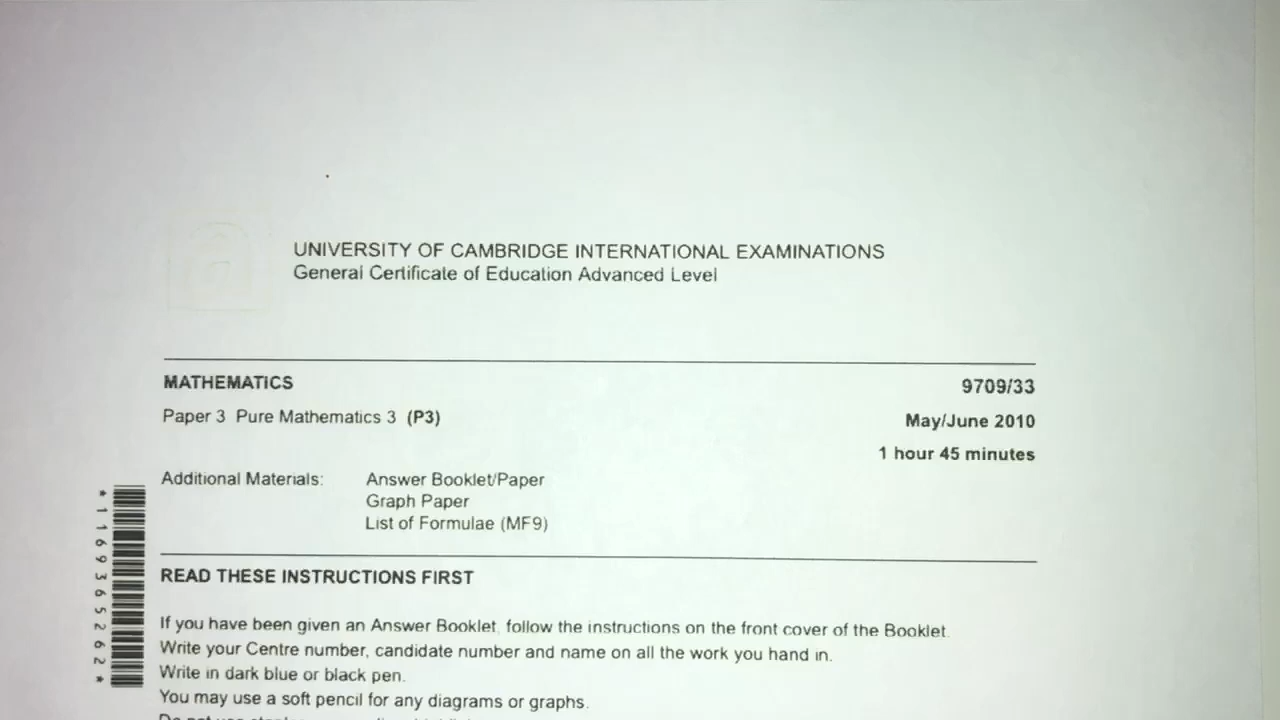 UNIVERSITY OF CAMBRIDGE INTERNATIONAL EXAMINATIONS
General Certificate of Education Advanced Level
MATHEMATICS 9709/33
Paper 3 Pure Mathematics 3 (P3) May/June 2010
1 hour 45 minutes
Additional Materials: Answer Booklet/Paper
Graph Paper
List of Formulae (MF9)
*1169365262*
READ THESE INSTRUCTIONS FIRST
If you have been given an Answer Booklet, follow the instructions on the front cover of the Booklet.
Write your Centre number, candidate number and name on all the work you hand in.
Write in dark blue or black pen.
You may use a soft pencil for any diagrams or graphs.